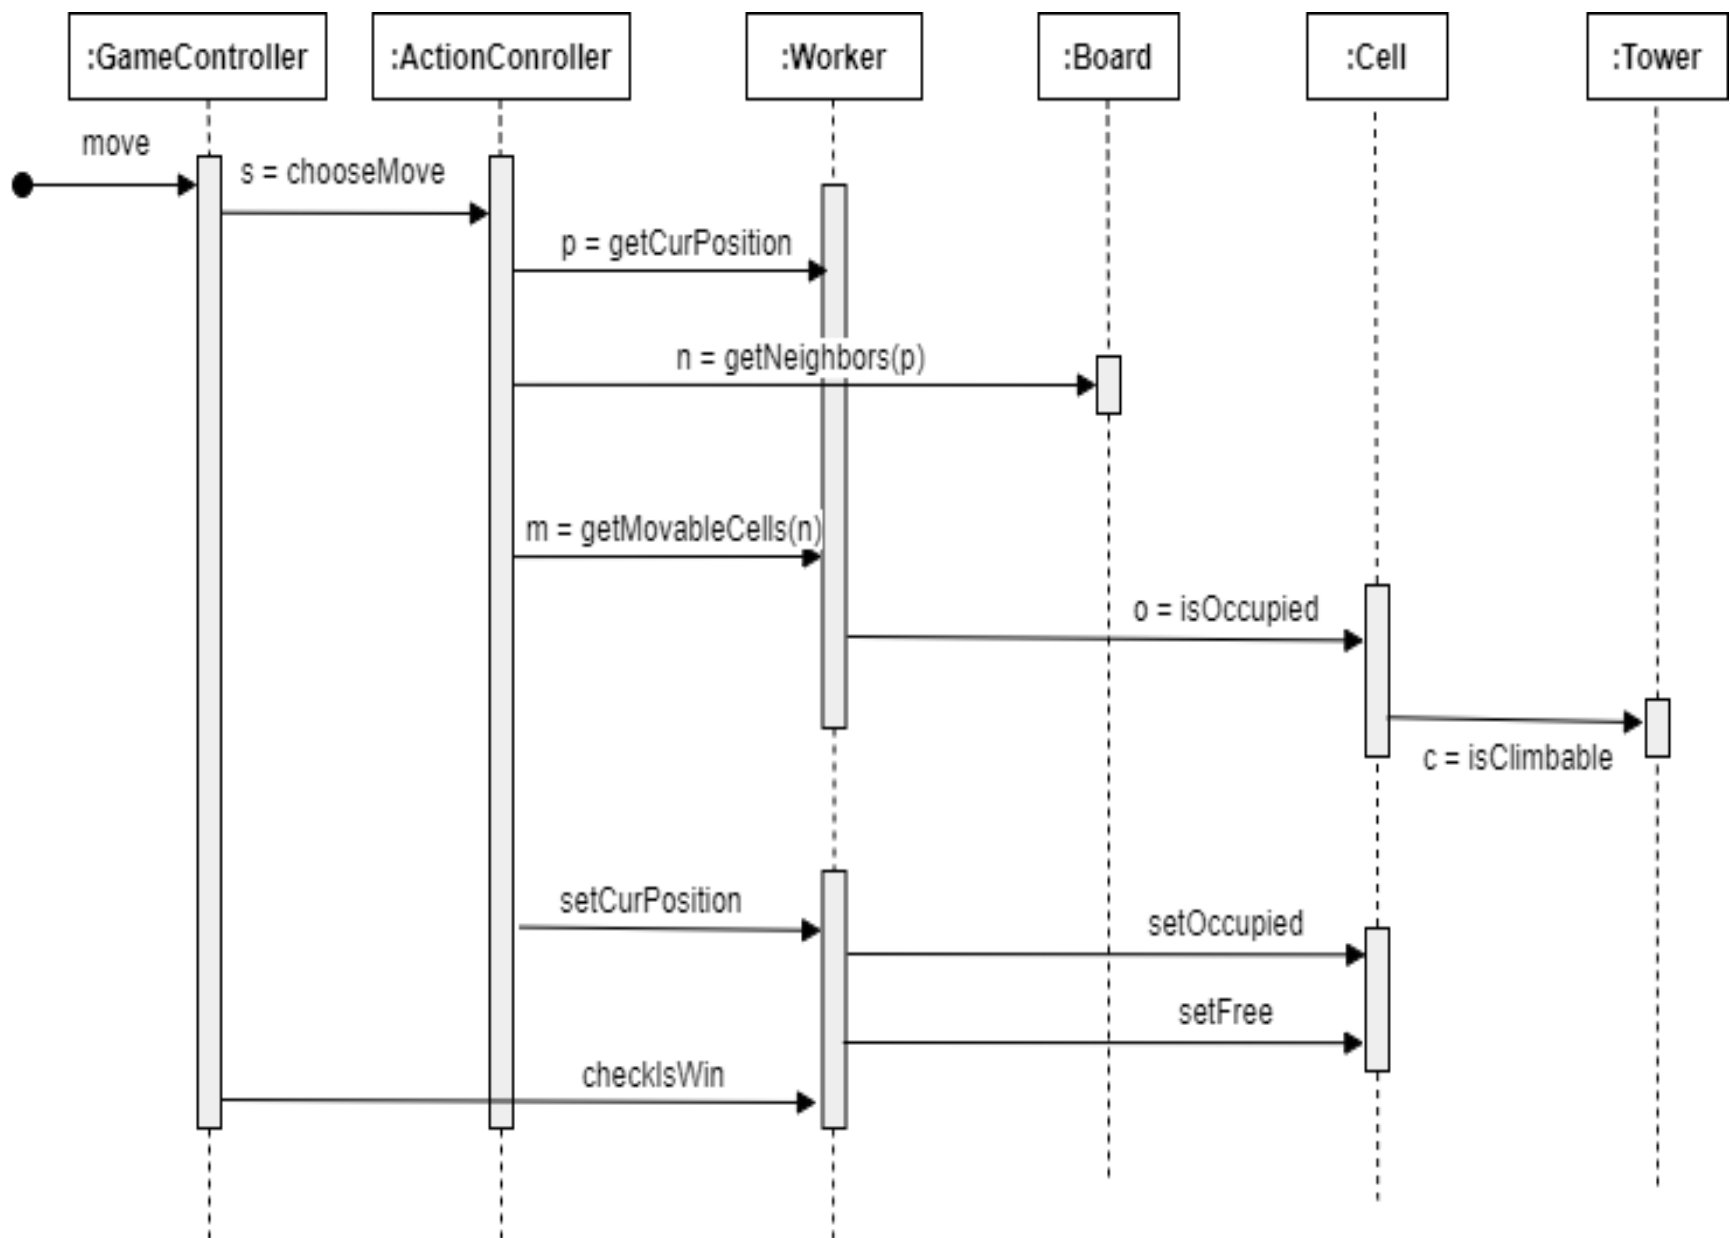 :GameController
:ActionConroller
:Worker
:Board
:Cell
:Tower
move
s = chooseMove
p = getCurPosition
n = getNeighbors(p)
m = getMovableCells(n)
o = isOccupied
c = isClimbable
setCurPosition
setOccupied
setFree
checkIsWin